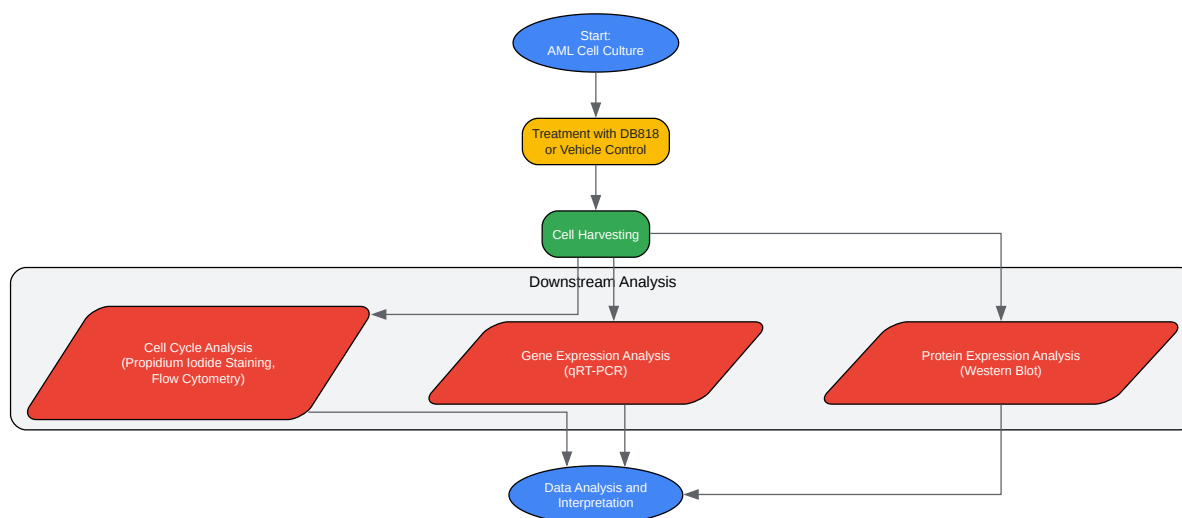 Start:
AML Cell Culture
Treatment with DB818
or Vehicle Control
Cell Harvesting
Downstream Analysis
Cell Cycle Analysis
(Propidium Iodide Staining,
Flow Cytometry)
Gene Expression Analysis
(qRT-PCR)
Protein Expression Analysis
(Western Blot)
Data Analysis and
Interpretation